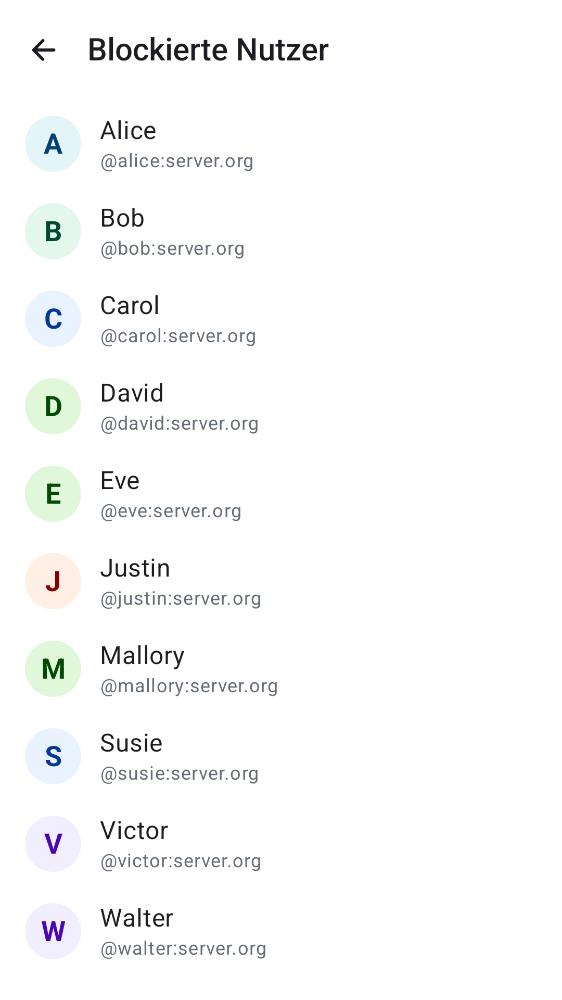 Blockierte Nutzer
A
Alice
@alice:server.org
B
Bob
@bob:server.org
C
Carol
@carol:server.org
D
David
@david:server.org
E
Eve
@eve:server.org
J
Justin
@justin:server.org
M
Mallory
@mallory:server.org
S
Susie
@susie:server.org
V
Victor
@victor:server.org
W
Walter
@walter:server.org